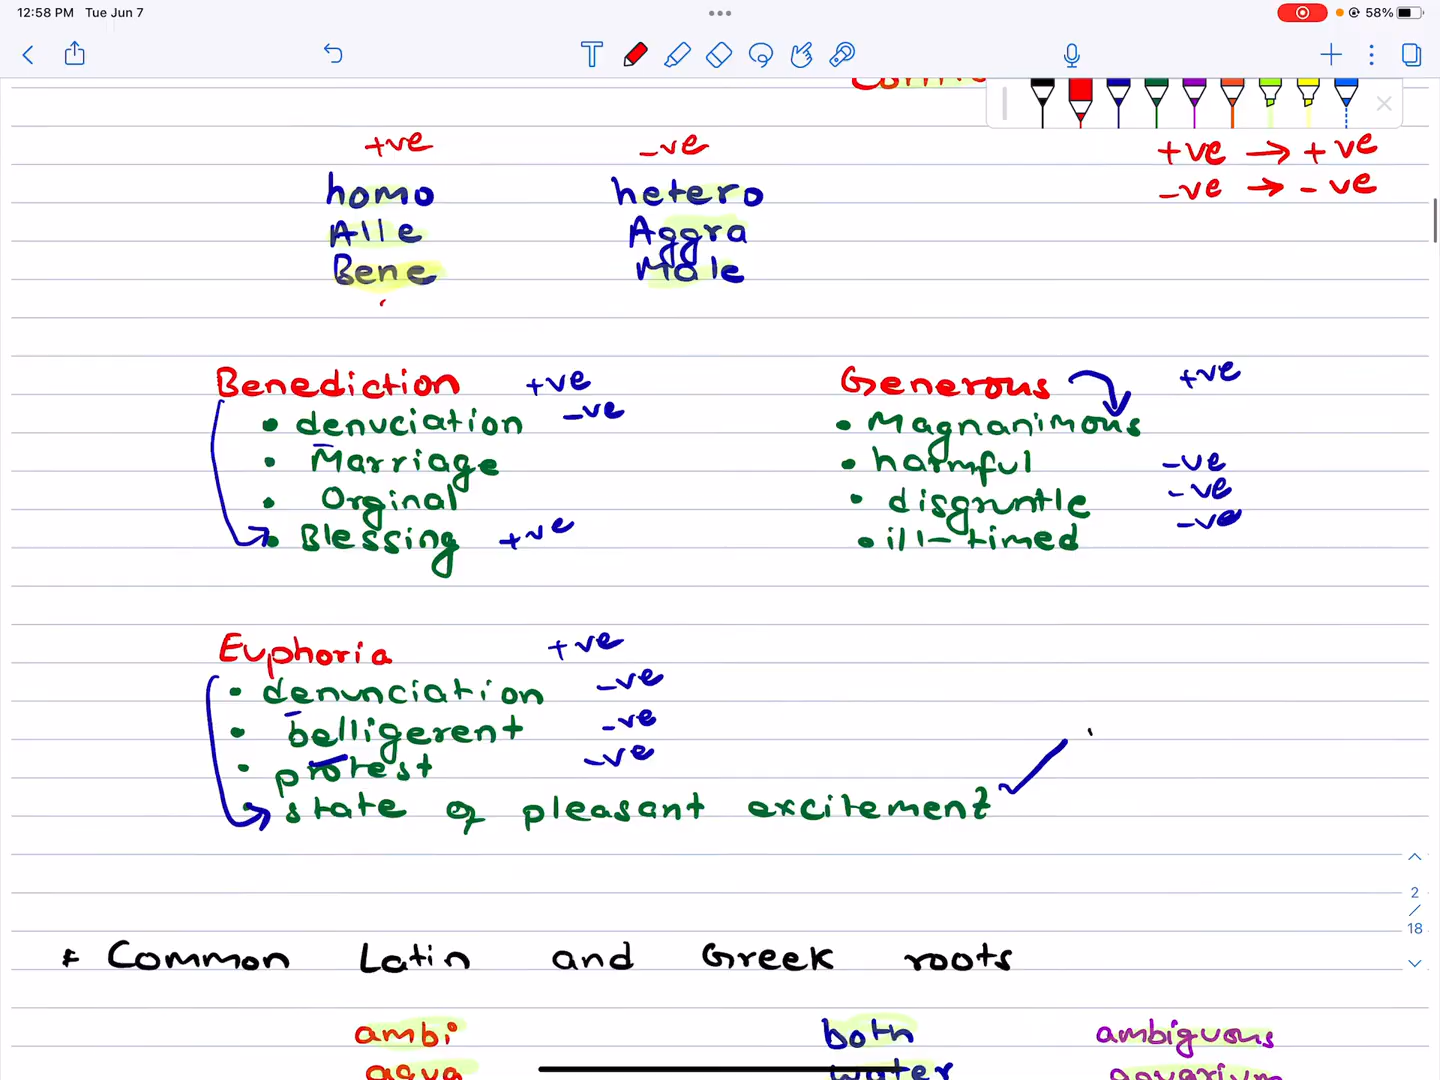 12:58 PM Tue Jun 7
58%
+ve -ve
+ve → +ve
homo hetero
-ve → - ve
Alle Aggra
Bene Male
Benediction +ve
• denuciation -ve
• Marriage
• Orginal
• Blessing +ve
Generous +ve
• Magnanimous
• harmful -ve
• disgruntle -ve
• ill-timed -ve
Euphoria +ve
• denunciation -ve
• belligerent -ve
• protest -ve
• state of pleasant excitement
2
/
18
* Common Latin and Greek roots
ambi both ambiguous
aqua water aquarium